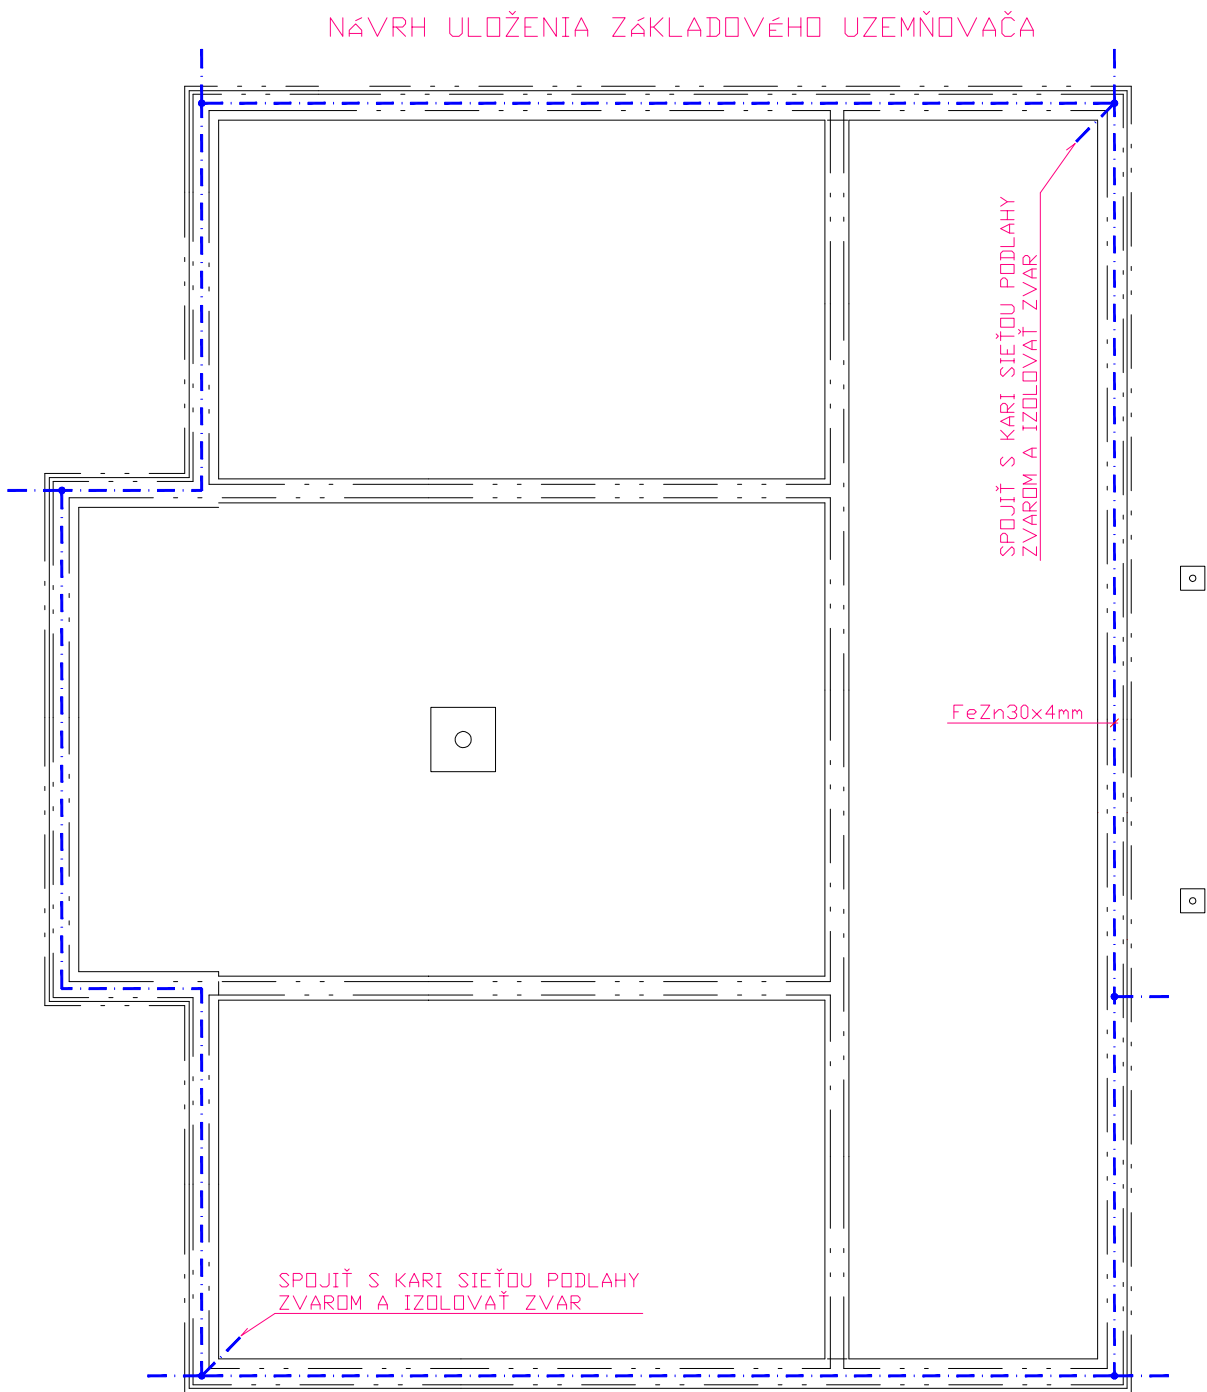 NáVRH ULOŽENIA ZáKLADOVéHO UZEMŇOVAČA
SPOJIŤ S KARI SIEŤOU PODLAHY
ZVAROM A IZOLOVAŤ ZVAR
FeZn30x4mm
SPOJIŤ S KARI SIEŤOU PODLAHY
ZVAROM A IZOLOVAŤ ZVAR